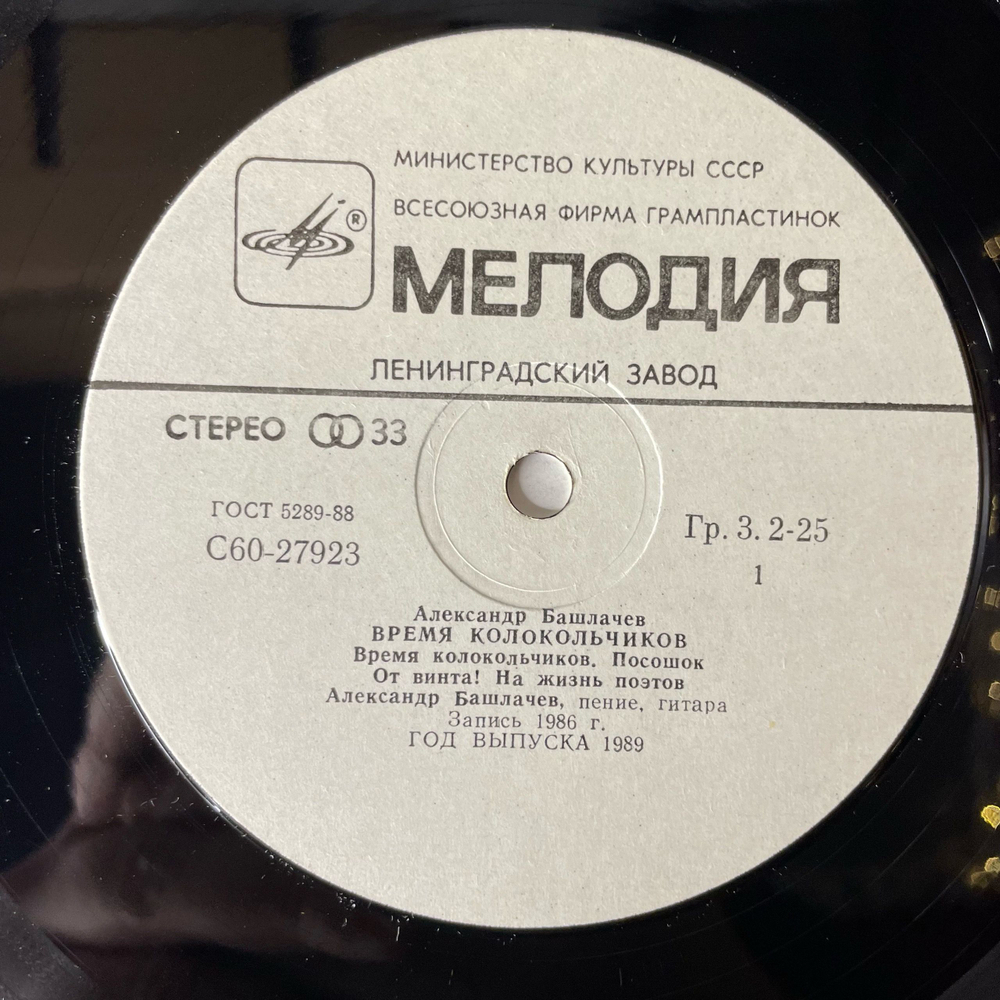 МИНИСТЕРСТВО КУЛЬТУРЫ СССР
ВСЕСОЮЗНАЯ ФИРМА ГРАМПЛАСТИНОК
®
МЕЛОДИЯ
ЛЕНИНГРАДСКИЙ ЗАВОД
СТЕРЕО 33
ГОСТ 5289-88
С60-27923
Гр. 3. 2-25
1
Александр Башлачев
ВРЕМЯ КОЛОКОЛЬЧИКОВ
Время колокольчиков. Посошок
От винта! На жизнь поэтов
Александр Башлачев, пение, гитара
Запись 1986 г.
ГОД ВЫПУСКА 1989